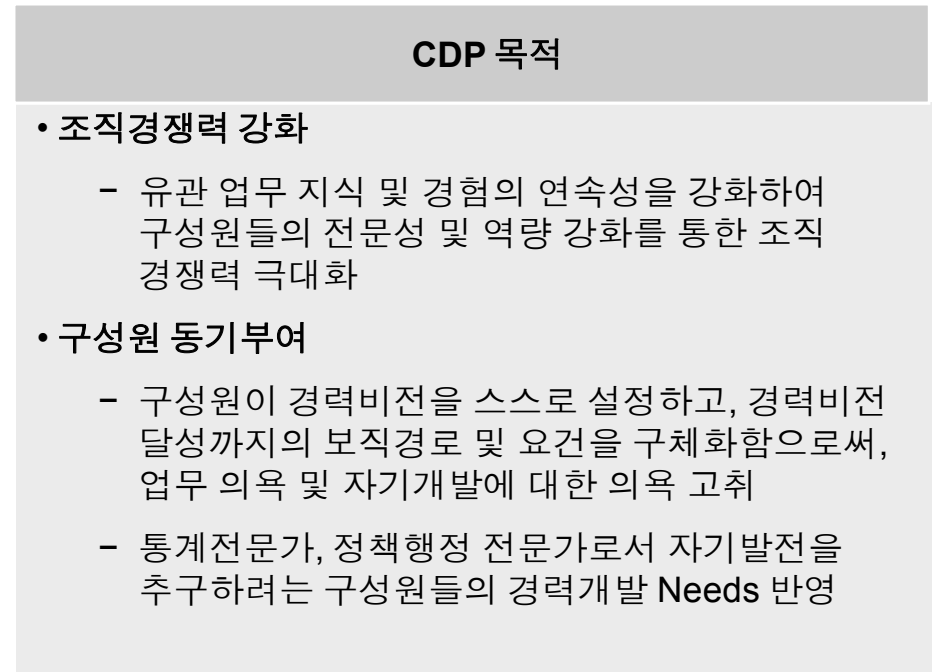 CDP 목적
• 조직경쟁력 강화
– 유관 업무 지식 및 경험의 연속성을 강화하여
구성원들의 전문성 및 역량 강화를 통한 조직
경쟁력 극대화
• 구성원 동기부여
– 구성원이 경력비전을 스스로 설정하고, 경력비전
달성까지의 보직경로 및 요건을 구체화함으로써,
업무 의욕 및 자기개발에 대한 의욕 고취
– 통계전문가, 정책행정 전문가로서 자기발전을
추구하려는 구성원들의 경력개발 Needs 반영